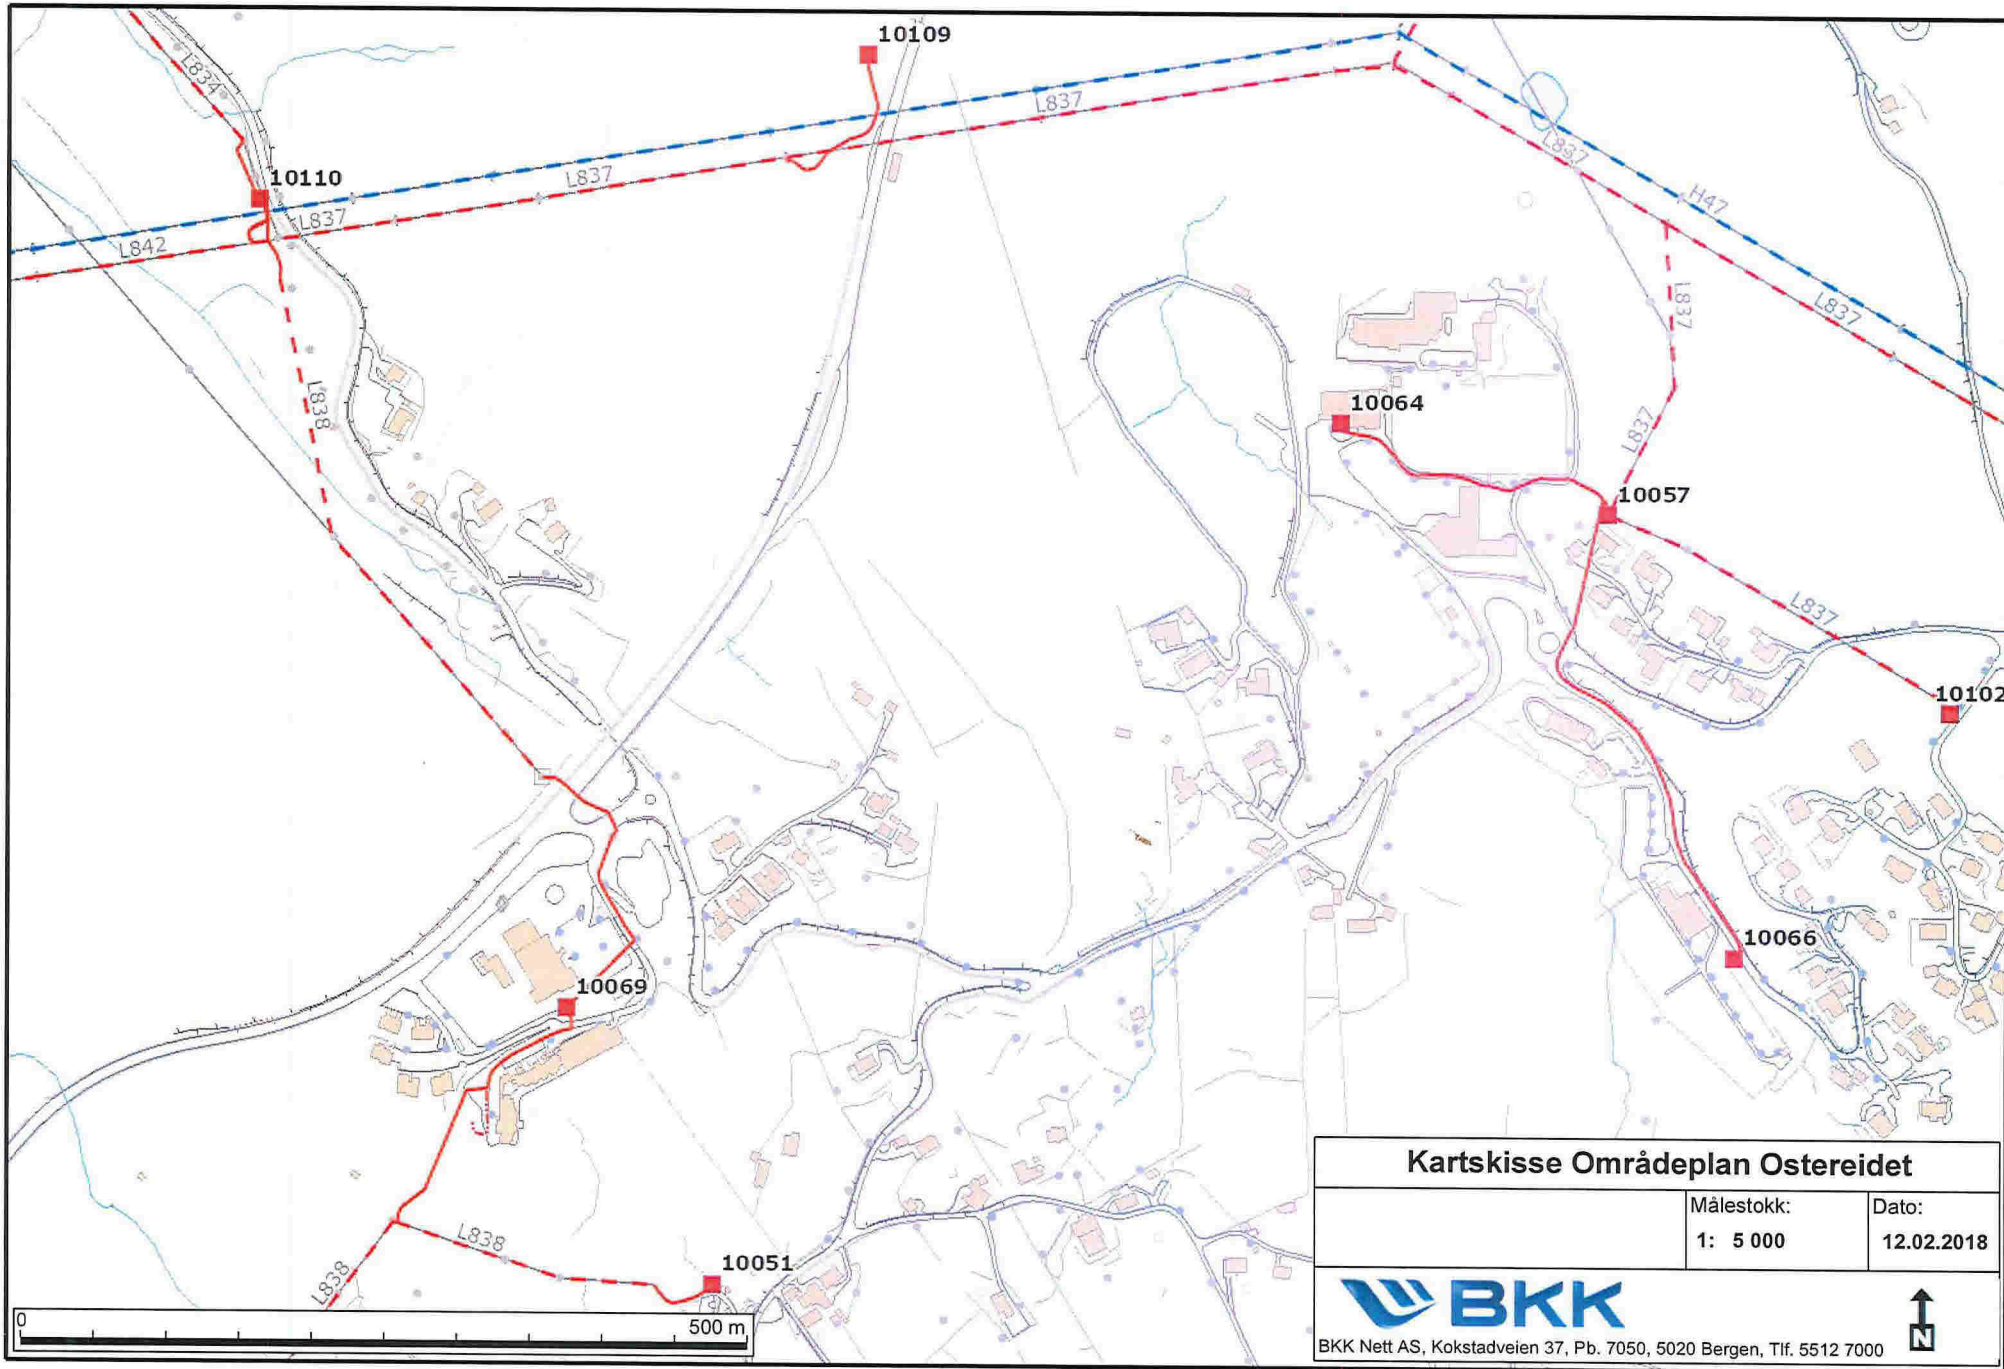 10109
L834
L837
L837
10110
H47
L837
L837
L842
L837
L837
L838
10064
L837
10057
L837
10102
10066
10069
Kartskisse Områdeplan Ostereidet
Målestokk:
Dato:
1: 5 000
12.02.2018
L838
10051
L838
BKK
0
500 m
BKK Nett AS, Kokstadveien 37, Pb. 7050, 5020 Bergen, Tlf. 5512 7000
N